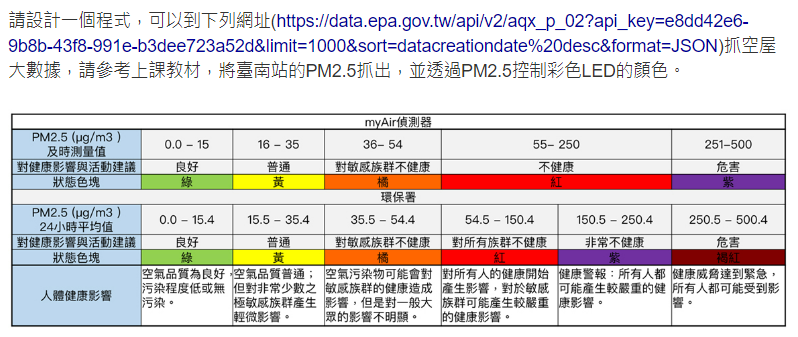 請設計一個程式，可以到下列網址(https://data.epa.gov.tw/api/v2/aqx_p_02?api_key=e8dd42e6-
9b8b-43f8-991e-b3dee723a52d&limit=1000&sort=datacreationdate%20desc&format=JSON)抓空屋
大數據，請參考上課教材，將臺南站的PM2.5抓出，並透過PM2.5控制彩色LED的顏色。
myAir偵測器
PM2.5 (μg/m3 )
及時測量值
0.0 – 15
16 – 35
36– 54
55– 250
251–500
對健康影響與活動建議
良好
普通
對敏感族群不健康
不健康
危害
狀態色塊
綠
黃
橘
紅
紫
環保署
PM2.5 (μg/m3 )
24小時平均值
0.0 – 15.4
15.5 – 35.4
35.5 – 54.4
54.5 – 150.4
150.5 – 250.4
250.5 – 500.4
對健康影響與活動建議
良好
普通
對敏感族群不健康
對所有族群不健康
非常不健康
危害
狀態色塊
綠
黃
橘
紅
紫
褐紅
人體健康影響
空氣品質為良好，
污染程度低或無
污染。
空氣品質普通；
但對非常少數之
極敏感族群產生
輕微影響。
空氣污染物可能會對
敏感族群的健康造成
影響，但是對一般大
眾的影響不明顯。
對所有人的健康開始
產生影響，對於敏感
族群可能產生較嚴重
的健康影響。
健康警報：所有人都
可能產生較嚴重的健
康影響。
健康威脅達到緊急，
所有人都可能受到影
響。